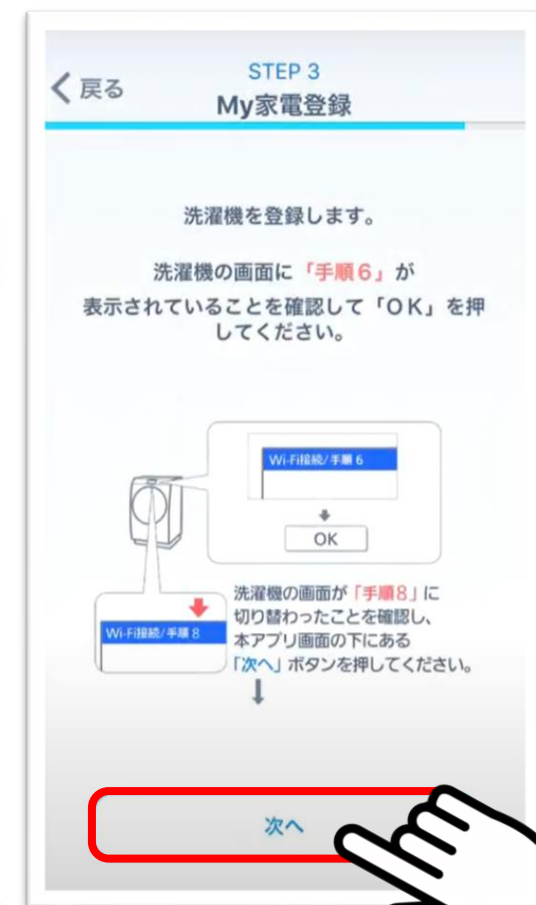 STEP 3
戻る
My家電登録
洗濯機を登録します。
洗濯機の画面に「手順6」が
表示されていることを確認して「OK」を押
してください。
Wi-Fi接続/手順 6
OK
洗濯機の画面が「手順8」に
切り替わったことを確認し、
本アプリ画面の下にある
「次へ」ボタンを押してください。
Wi-Fi接続/手順 8
次へ